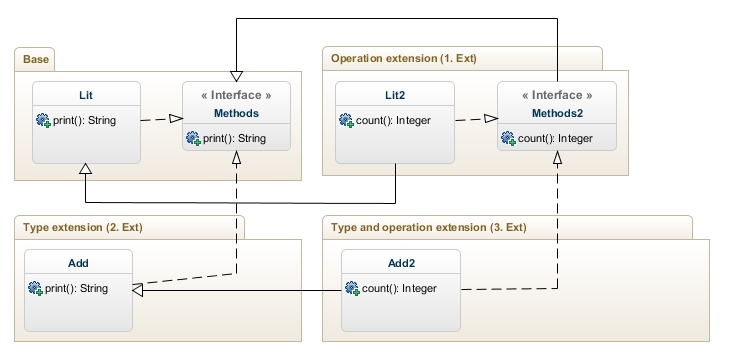 Base
Lit
print(): String
« Interface »
Methods
print(): String
Operation extension (1. Ext)
Lit2
count(): Integer
« Interface »
Methods2
count(): Integer
Type extension (2. Ext)
Add
print(): String
Type and operation extension (3. Ext)
Add2
count(): Integer